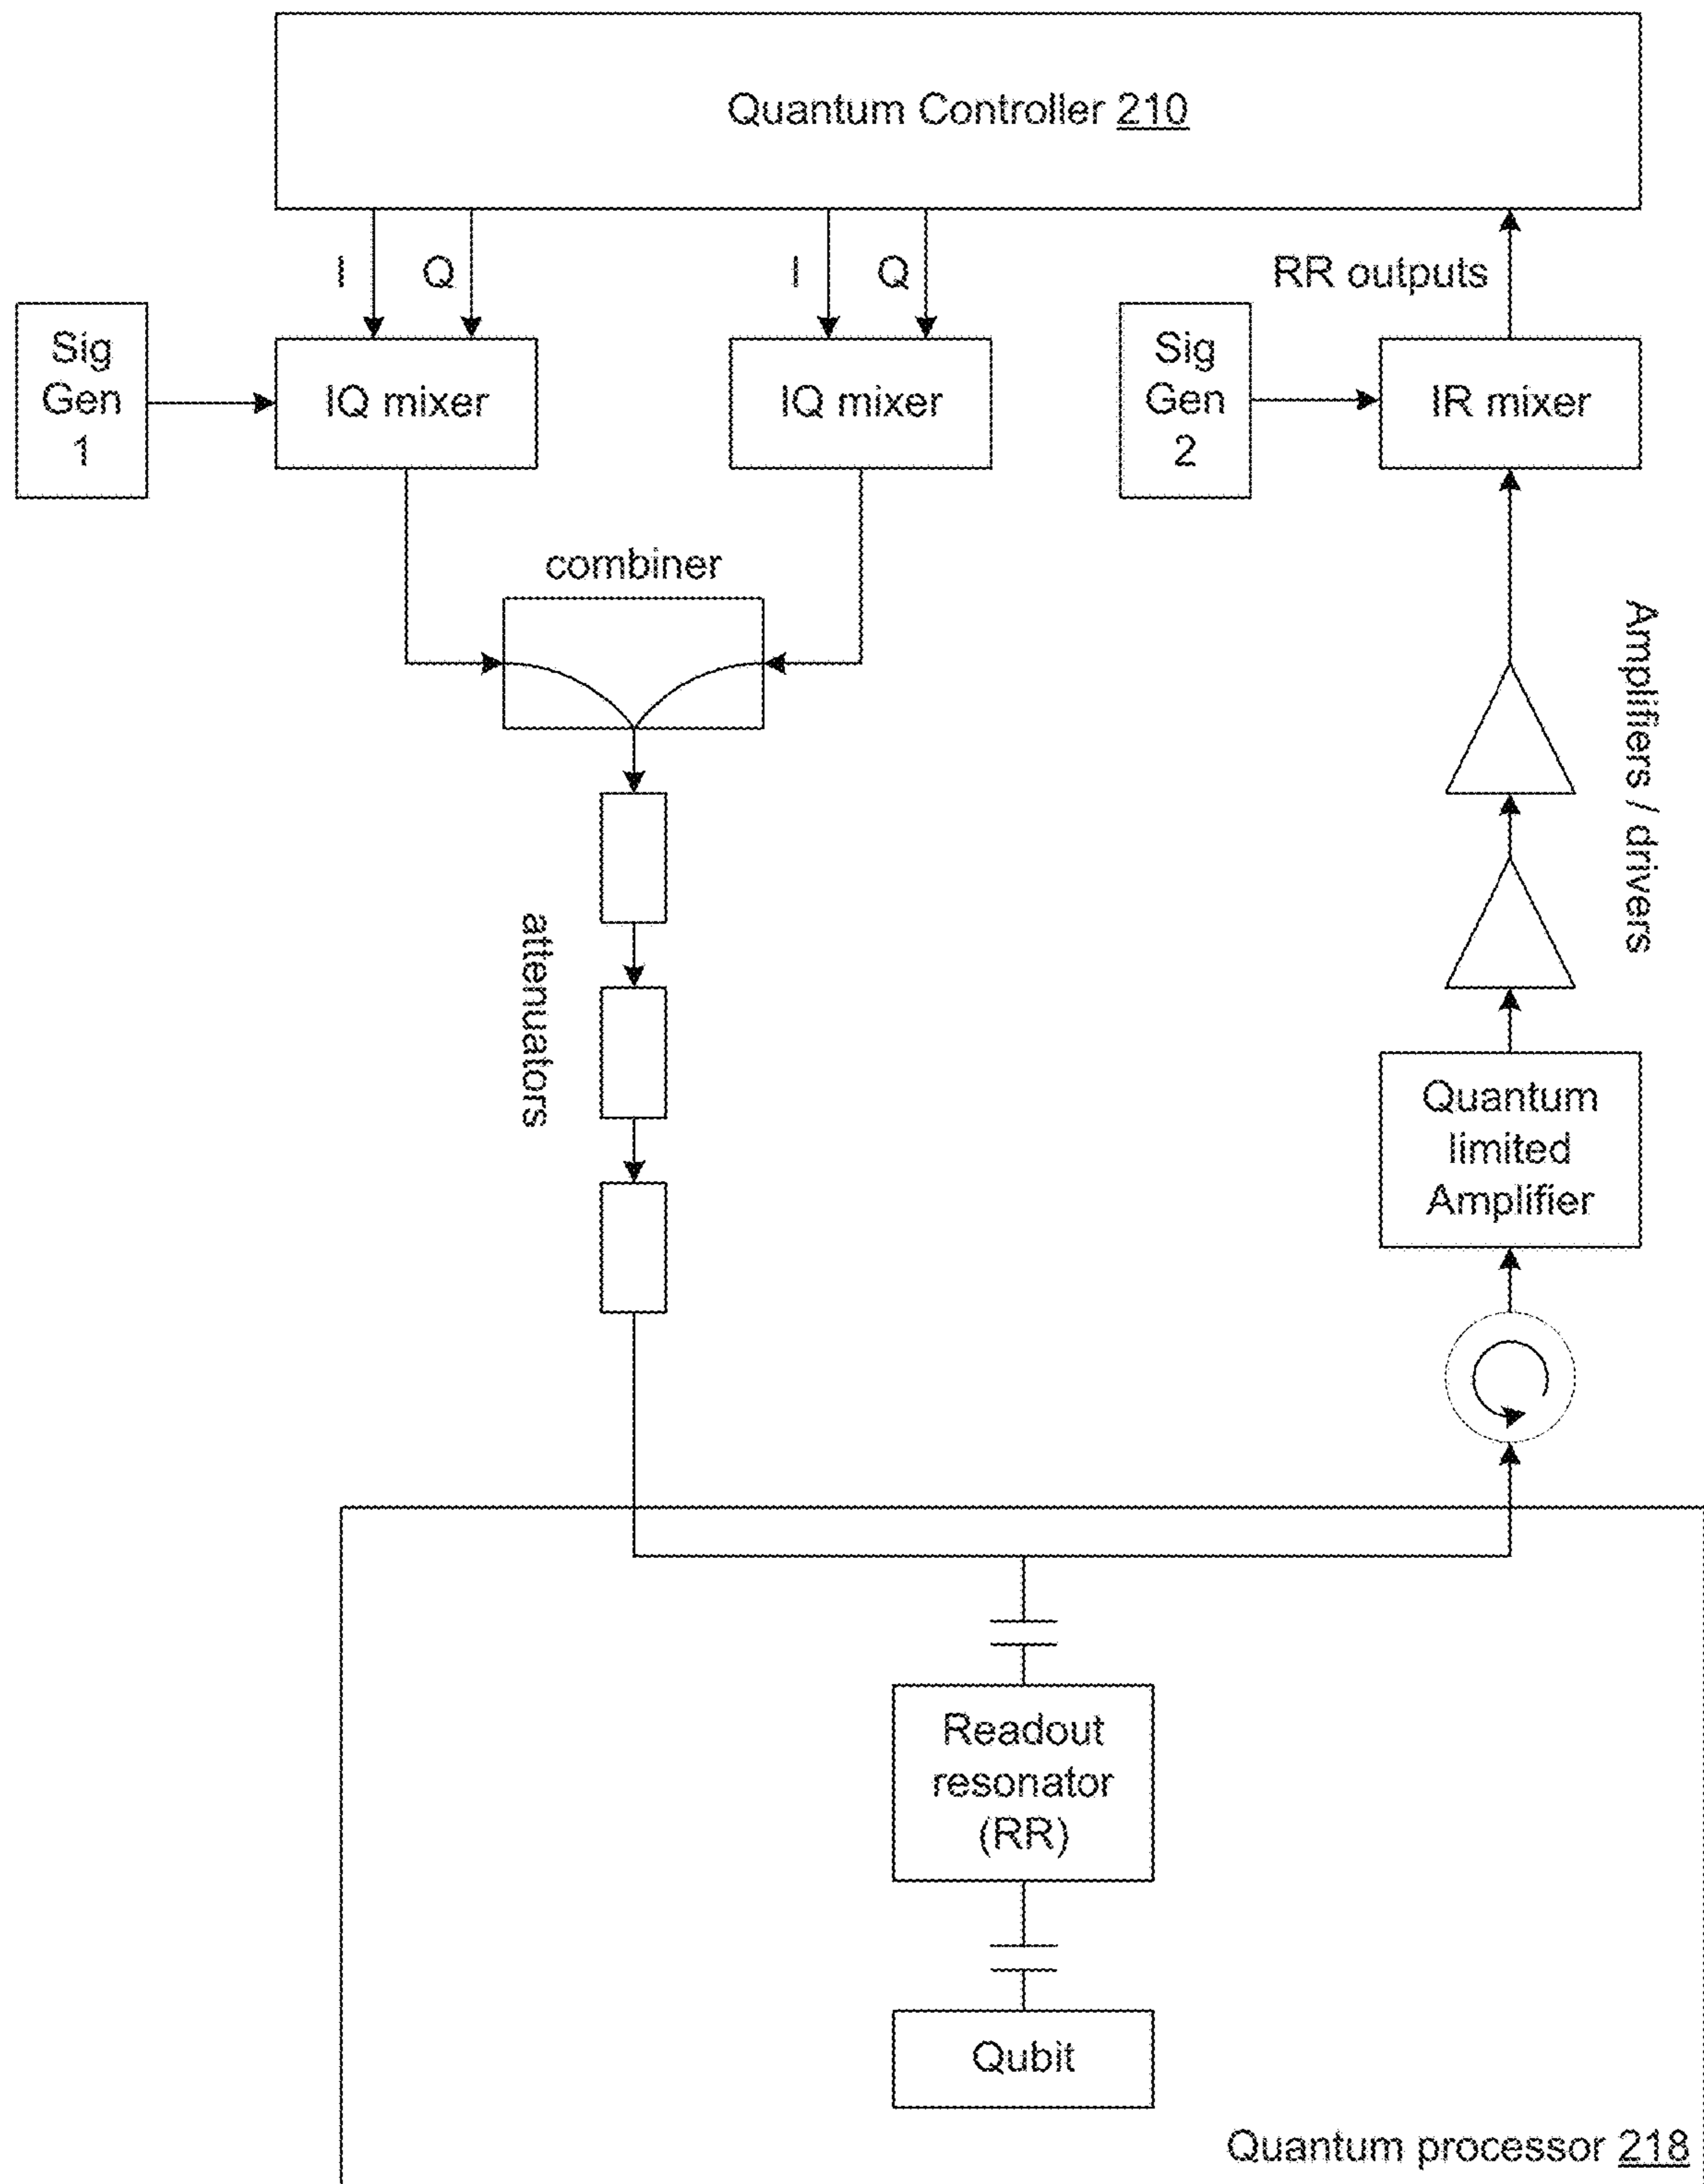 Quantum Controller 210
I
Q
I
Q
RR outputs
Sig
Gen
1
IQ mixer
IQ mixer
Sig
Gen
2
IR mixer
combiner
Amplifiers / drivers
attenuators
Quantum
limited
Amplifier
Readout
resonator
(RR)
Qubit
Quantum processor 218